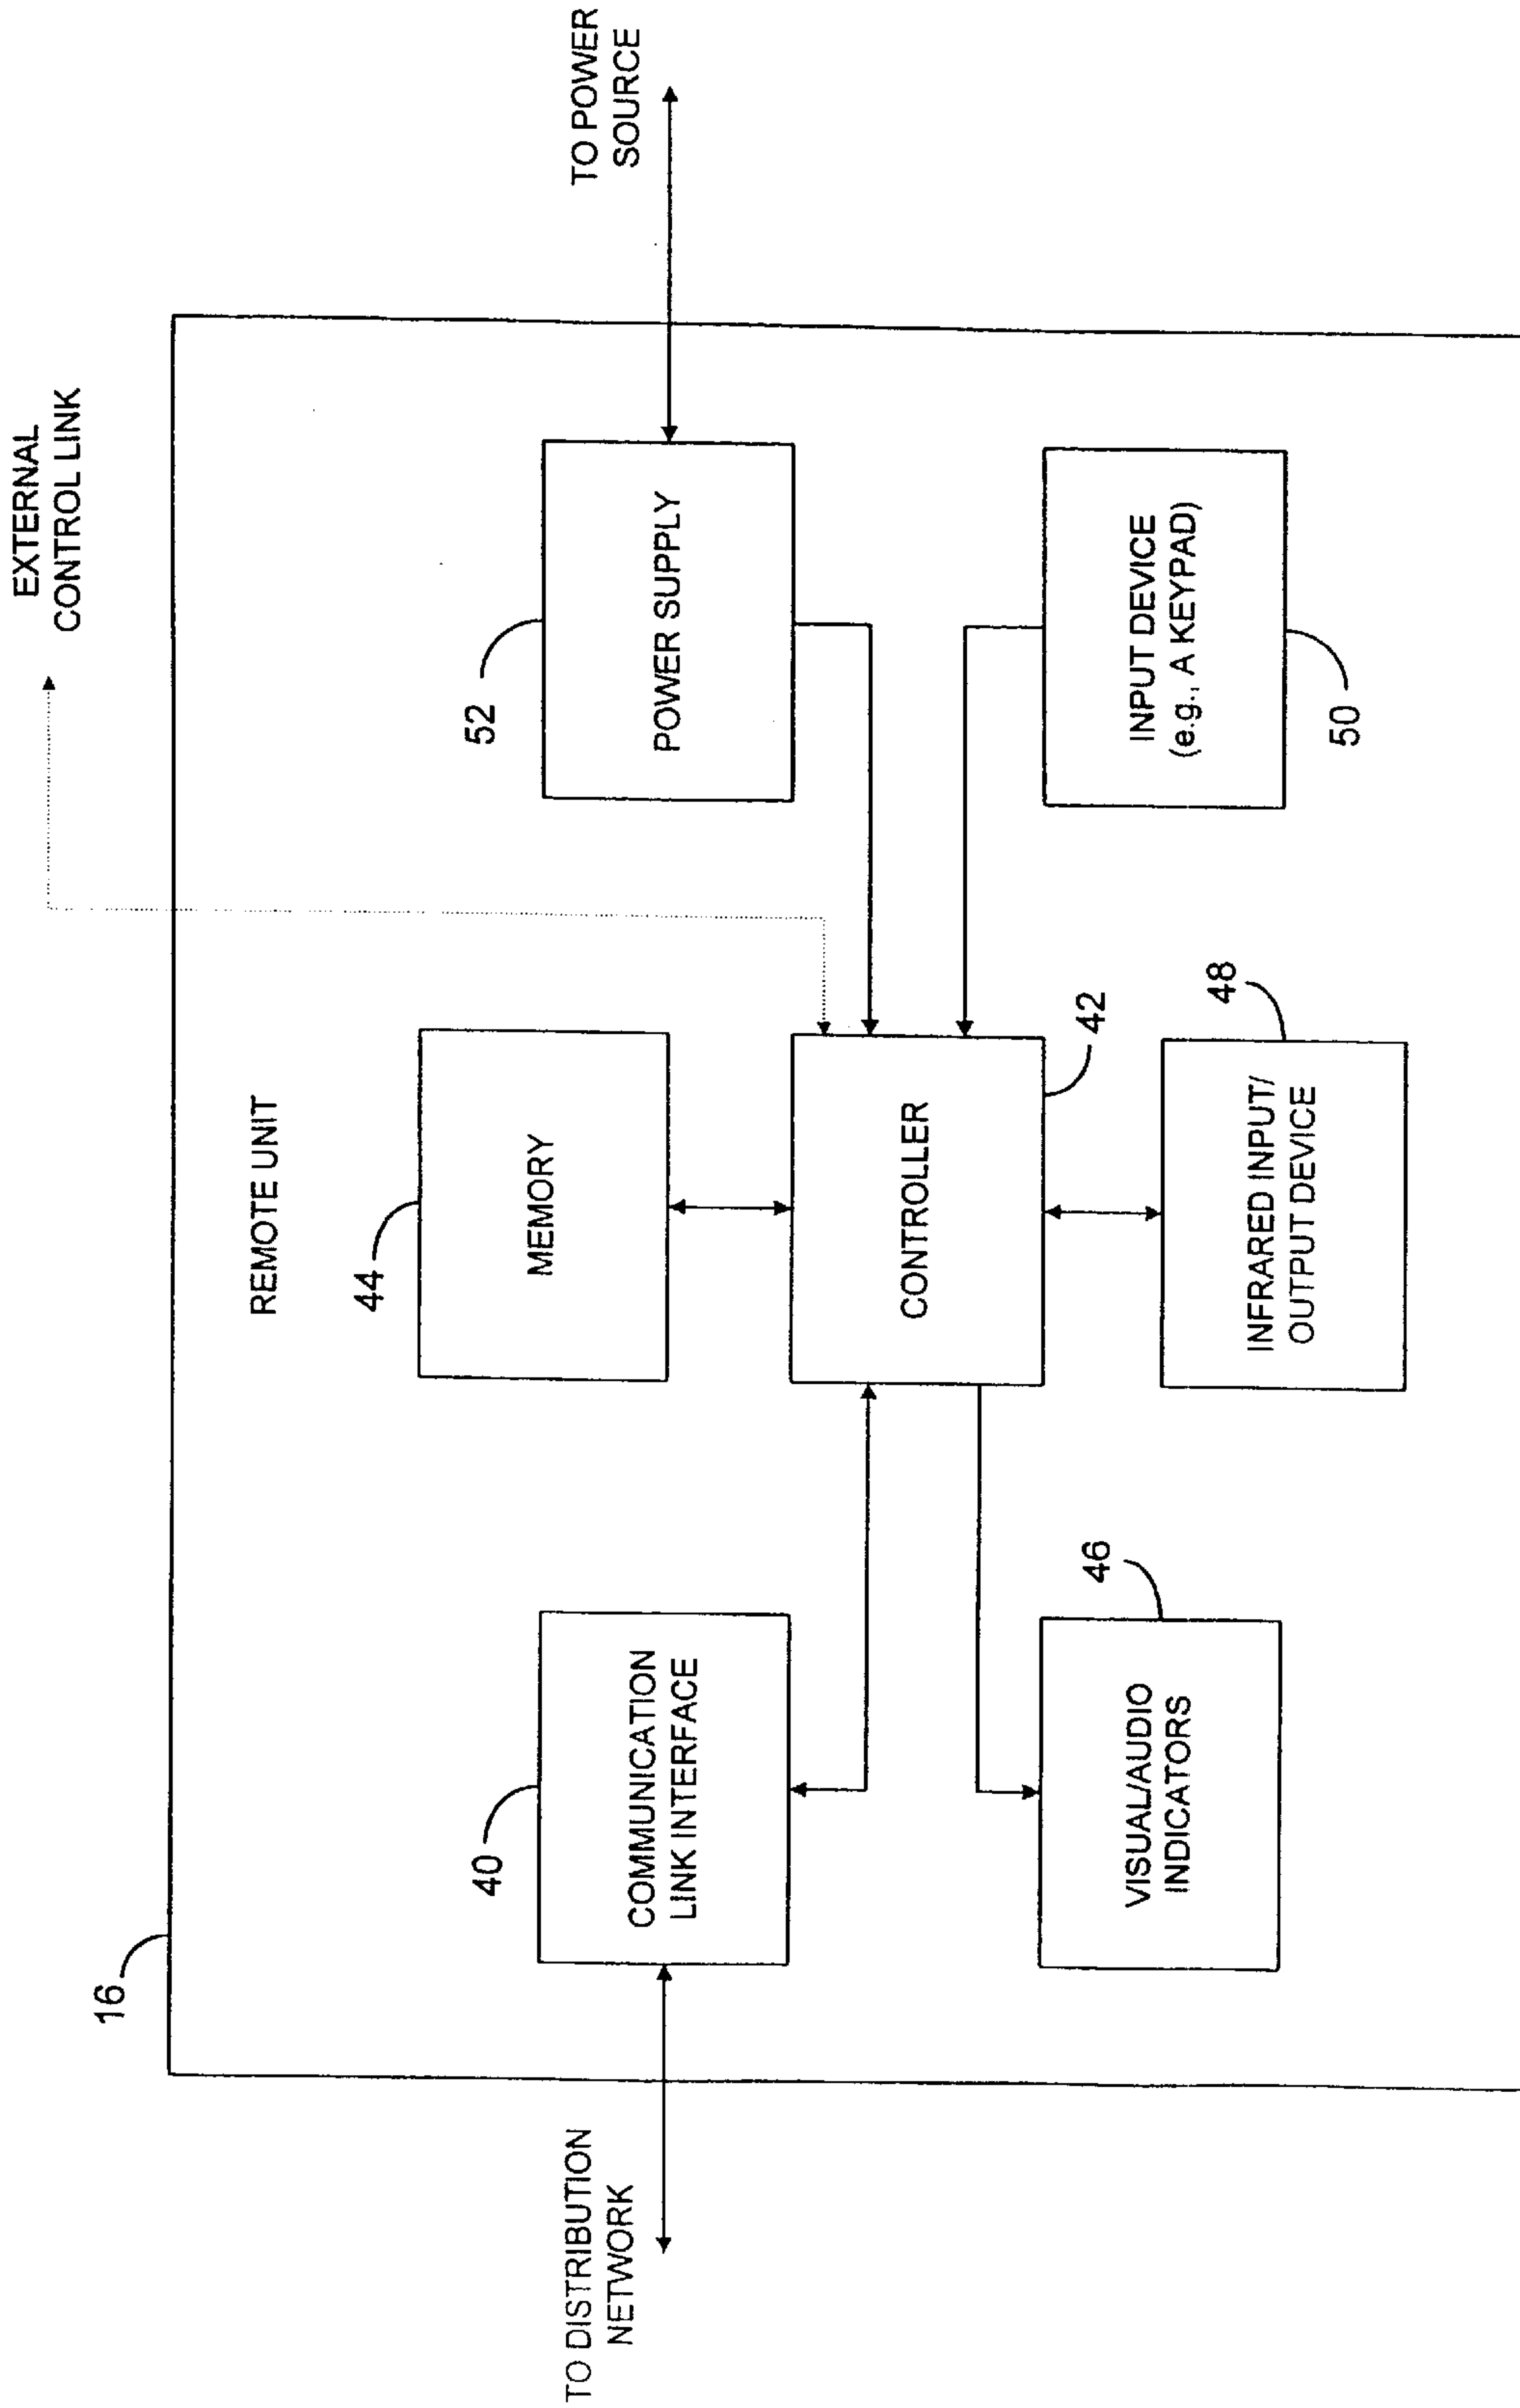 EXTERNAL
CONTROL LINK
16
REMOTE UNIT
44
MEMORY
40
COMMUNICATION
LINK INTERFACE
52
POWER SUPPLY
TO DISTRIBUTION
NETWORK
TO POWER
SOURCE
CONTROLLER
42
46
VISUAL/AUDIO
INDICATORS
48
INFRARED INPUT/
OUTPUT DEVICE
INPUT DEVICE
(e.g., A KEYPAD)
50